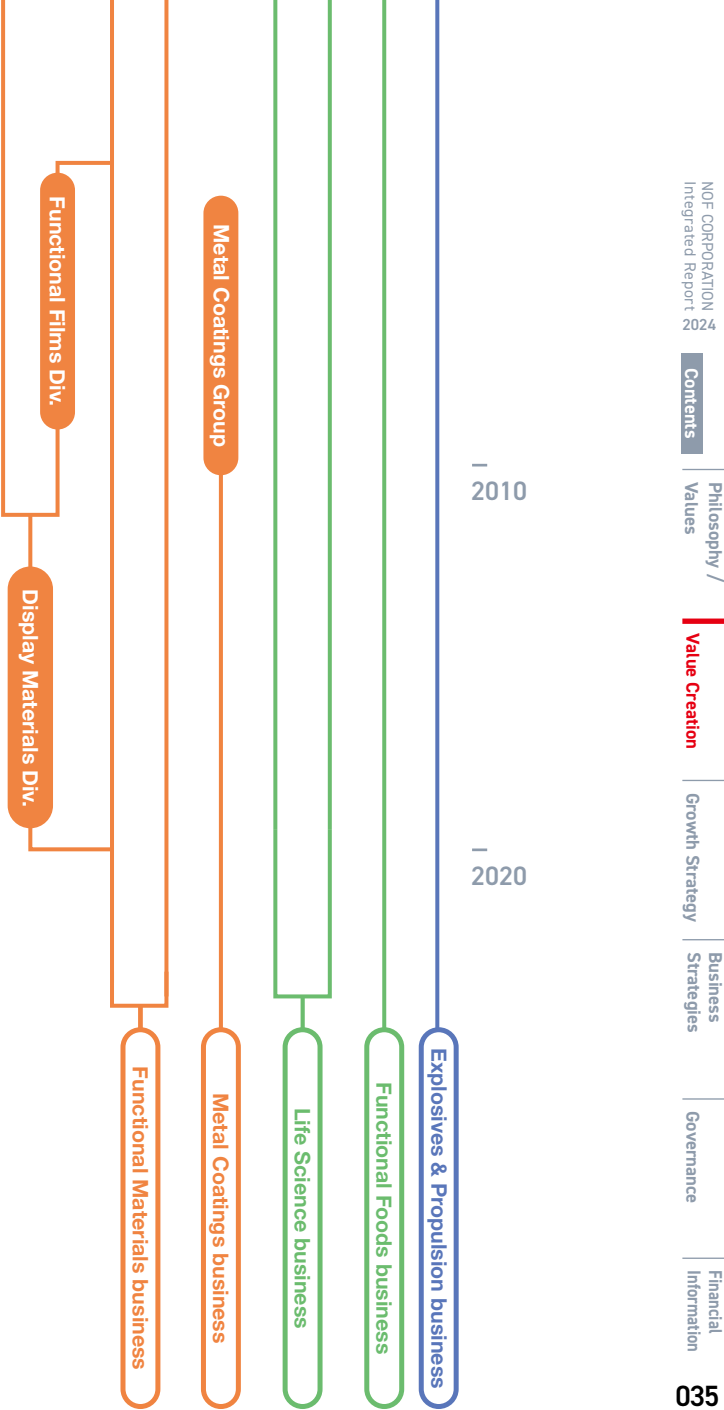 NOF CORPORATION
Integrated Report 2024
Contents
Philosophy /
Values
Value Creation
Growth Strategy
Business
Strategies
Governance
Financial
Information
035
2010
2020
Explosives & Propulsion business
Functional Foods business
Life Science business
Metal Coatings Group
Metal Coatings business
Functional Materials business
Functional Films Div.
Display Materials Div.